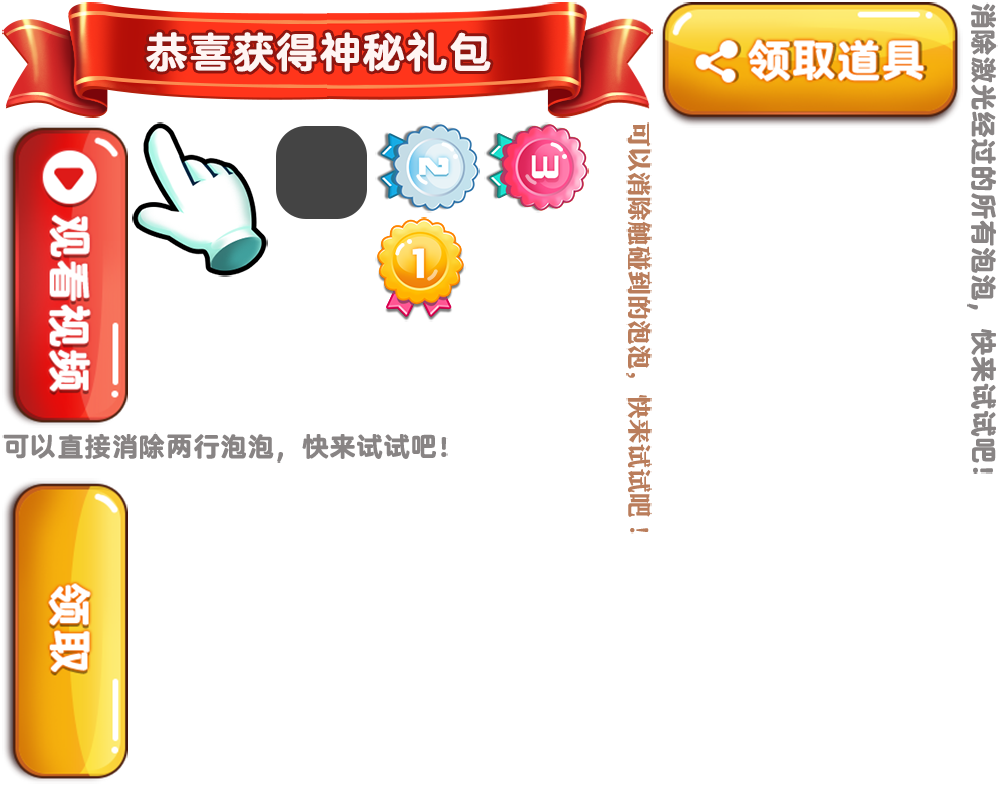 恭喜获得神秘礼包
领取道具
观看视频
2
3
1
可以消除触碰到的泡泡，快来试试吧！
消除激光经过的所有泡泡，快来试试吧！
可以直接消除两行泡泡，快来试试吧！
领取